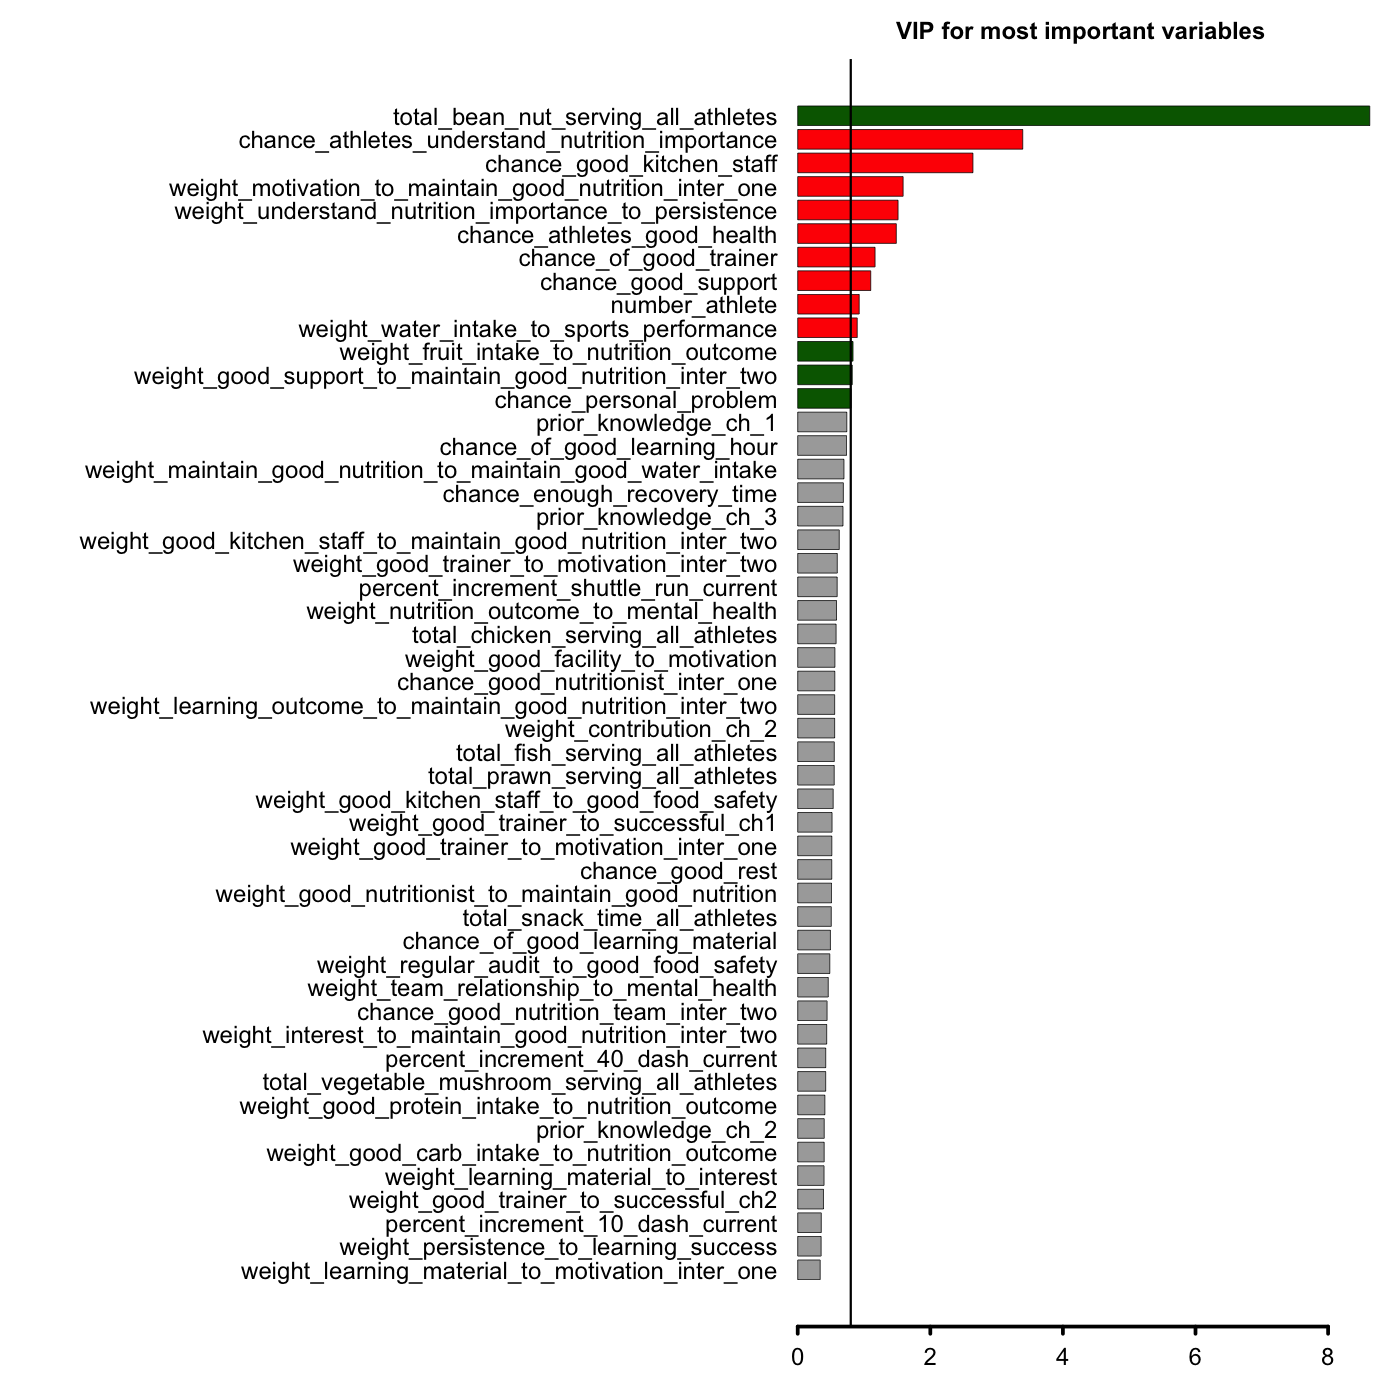 VIP for most important variables
total_bean_nut_serving_all_athletes
chance_athletes_understand_nutrition_importance
chance_good_kitchen_staff
weight_motivation_to_maintain_good_nutrition_inter_one
weight_understand_nutrition_importance_to_persistence
chance_athletes_good_health
chance_of_good_trainer
chance_good_support
number_athlete
weight_water_intake_to_sports_performance
weight_fruit_intake_to_nutrition_outcome
weight_good_support_to_maintain_good_nutrition_inter_two
chance_personal_problem
prior_knowledge_ch_1
chance_of_good_learning_hour
weight_maintain_good_nutrition_to_maintain_good_water_intake
chance_enough_recovery_time
prior_knowledge_ch_3
weight_good_kitchen_staff_to_maintain_good_nutrition_inter_two
weight_good_trainer_to_motivation_inter_two
percent_increment_shuttle_run_current
weight_nutrition_outcome_to_mental_health
total_chicken_serving_all_athletes
weight_good_facility_to_motivation
chance_good_nutritionist_inter_one
weight_learning_outcome_to_maintain_good_nutrition_inter_two
weight_contribution_ch_2
total_fish_serving_all_athletes
total_prawn_serving_all_athletes
weight_good_kitchen_staff_to_good_food_safety
weight_good_trainer_to_successful_ch1
weight_good_trainer_to_motivation_inter_one
chance_good_rest
weight_good_nutritionist_to_maintain_good_nutrition
total_snack_time_all_athletes
chance_of_good_learning_material
weight_regular_audit_to_good_food_safety
weight_team_relationship_to_mental_health
chance_good_nutrition_team_inter_two
weight_interest_to_maintain_good_nutrition_inter_two
percent_increment_40_dash_current
total_vegetable_mushroom_serving_all_athletes
weight_good_protein_intake_to_nutrition_outcome
prior_knowledge_ch_2
weight_good_carb_intake_to_nutrition_outcome
weight_learning_material_to_interest
weight_good_trainer_to_successful_ch2
percent_increment_10_dash_current
weight_persistence_to_learning_success
weight_learning_material_to_motivation_inter_one
0 2 4 6 8